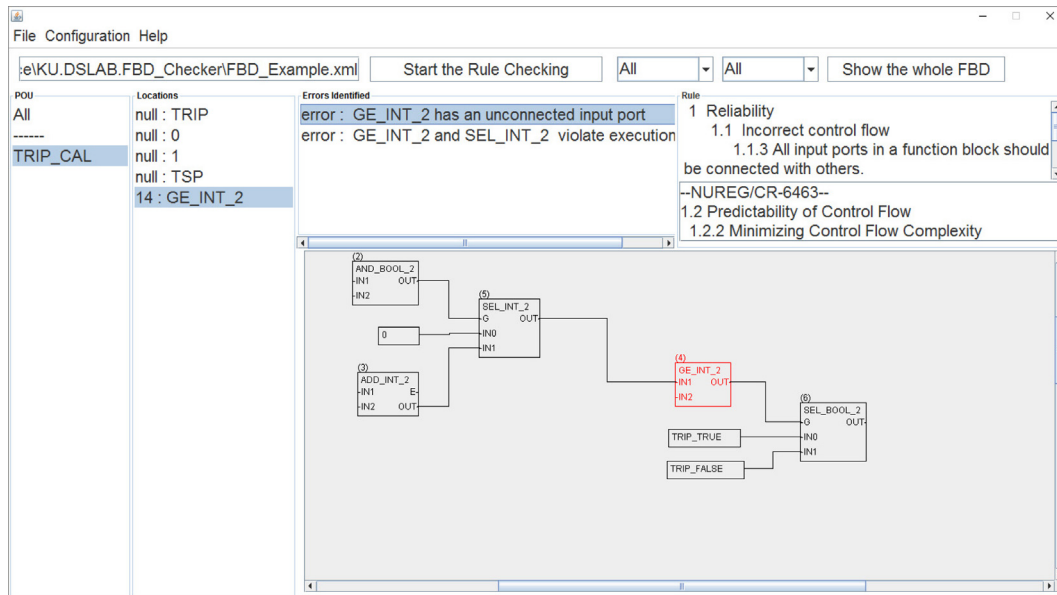 File Configuration Help
:e\KU.DSLAB.FBD_Checker\FBD_Example.xml Start the Rule Checking All All Show the whole FBD
POU
All
------
TRIP_CAL
Locations
null : TRIP
null : 0
null : 1
null : TSP
14 : GE_INT_2
Errors Identified
error : GE_INT_2 has an unconnected input port
error : GE_INT_2 and SEL_INT_2 violate execution
Rule
1 Reliability
1.1 Incorrect control flow
1.1.3 All input ports in a function block should
be connected with others.
--NUREG/CR-6463--
1.2 Predictability of Control Flow
1.2.2 Minimizing Control Flow Complexity
(2)
AND_BOOL_2
IN1 OUT
IN2
(5)
SEL_INT_2
G OUT
IN0
IN1
0
(3)
ADD_INT_2
IN1 E
IN2 OUT
(4)
GE_INT_2
IN1 OUT
IN2
(6)
SEL_BOOL_2
G OUT
IN0
IN1
TRIP_TRUE
TRIP_FALSE